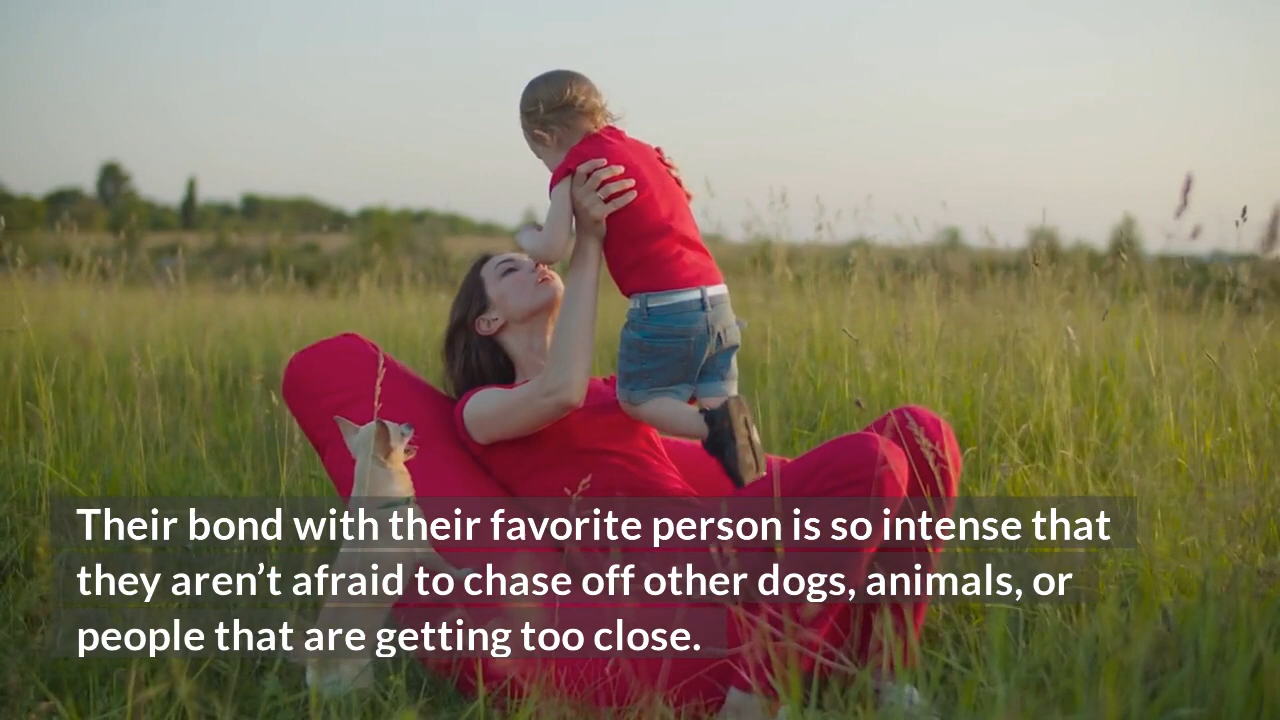 Their bond with their favorite person is so intense that
they aren’t afraid to chase off other dogs, animals, or
people that are getting too close.